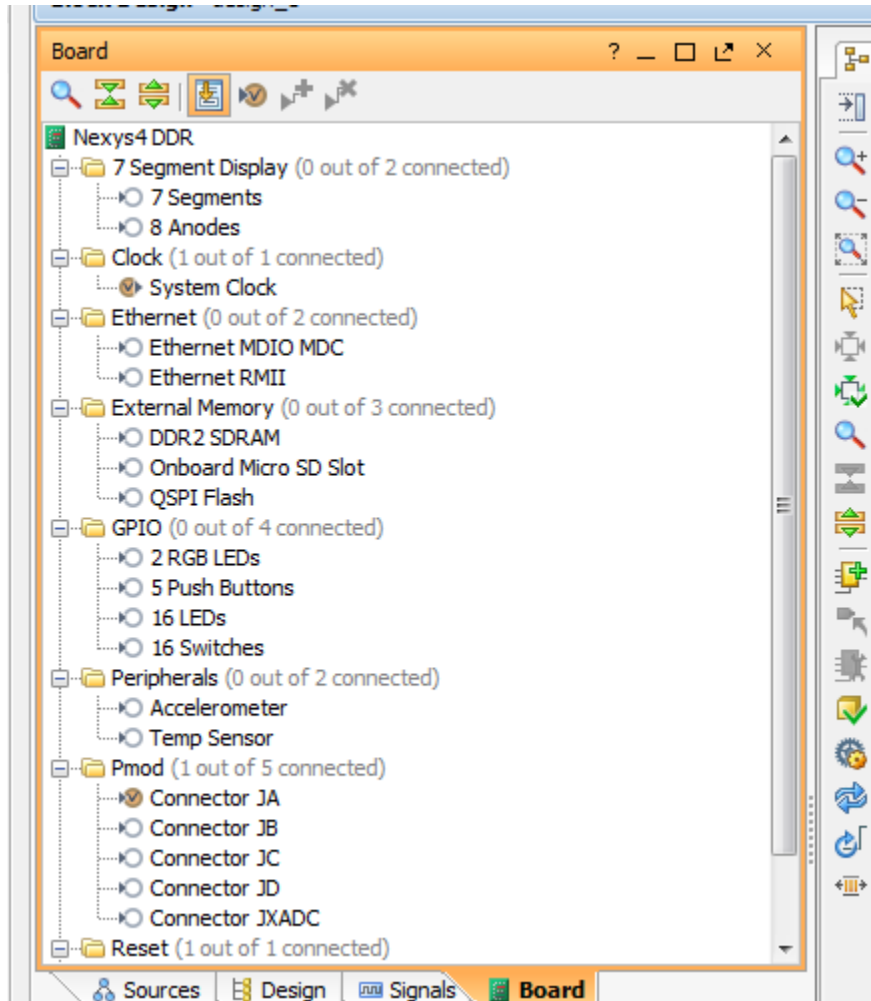 Board
Nexys4 DDR
7 Segment Display (0 out of 2 connected)
7 Segments
8 Anodes
Clock (1 out of 1 connected)
System Clock
Ethernet (0 out of 2 connected)
Ethernet MDIO MDC
Ethernet RMII
External Memory (0 out of 3 connected)
DDR2 SDRAM
Onboard Micro SD Slot
QSPI Flash
GPIO (0 out of 4 connected)
2 RGB LEDs
5 Push Buttons
16 LEDs
16 Switches
Peripherals (0 out of 2 connected)
Accelerometer
Temp Sensor
Pmod (1 out of 5 connected)
Connector JA
Connector JB
Connector JC
Connector JD
Connector JXADC
Reset (1 out of 1 connected)
Sources Design Signals Board